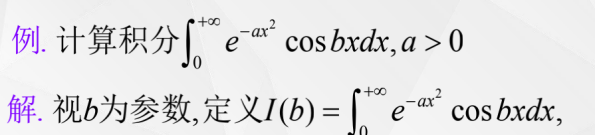 例. 计算积分∫₀^{+∞} e^{-ax²} cos bxdx, a > 0
解. 视b为参数, 定义I(b) = ∫₀^{+∞} e^{-ax²} cos bxdx,